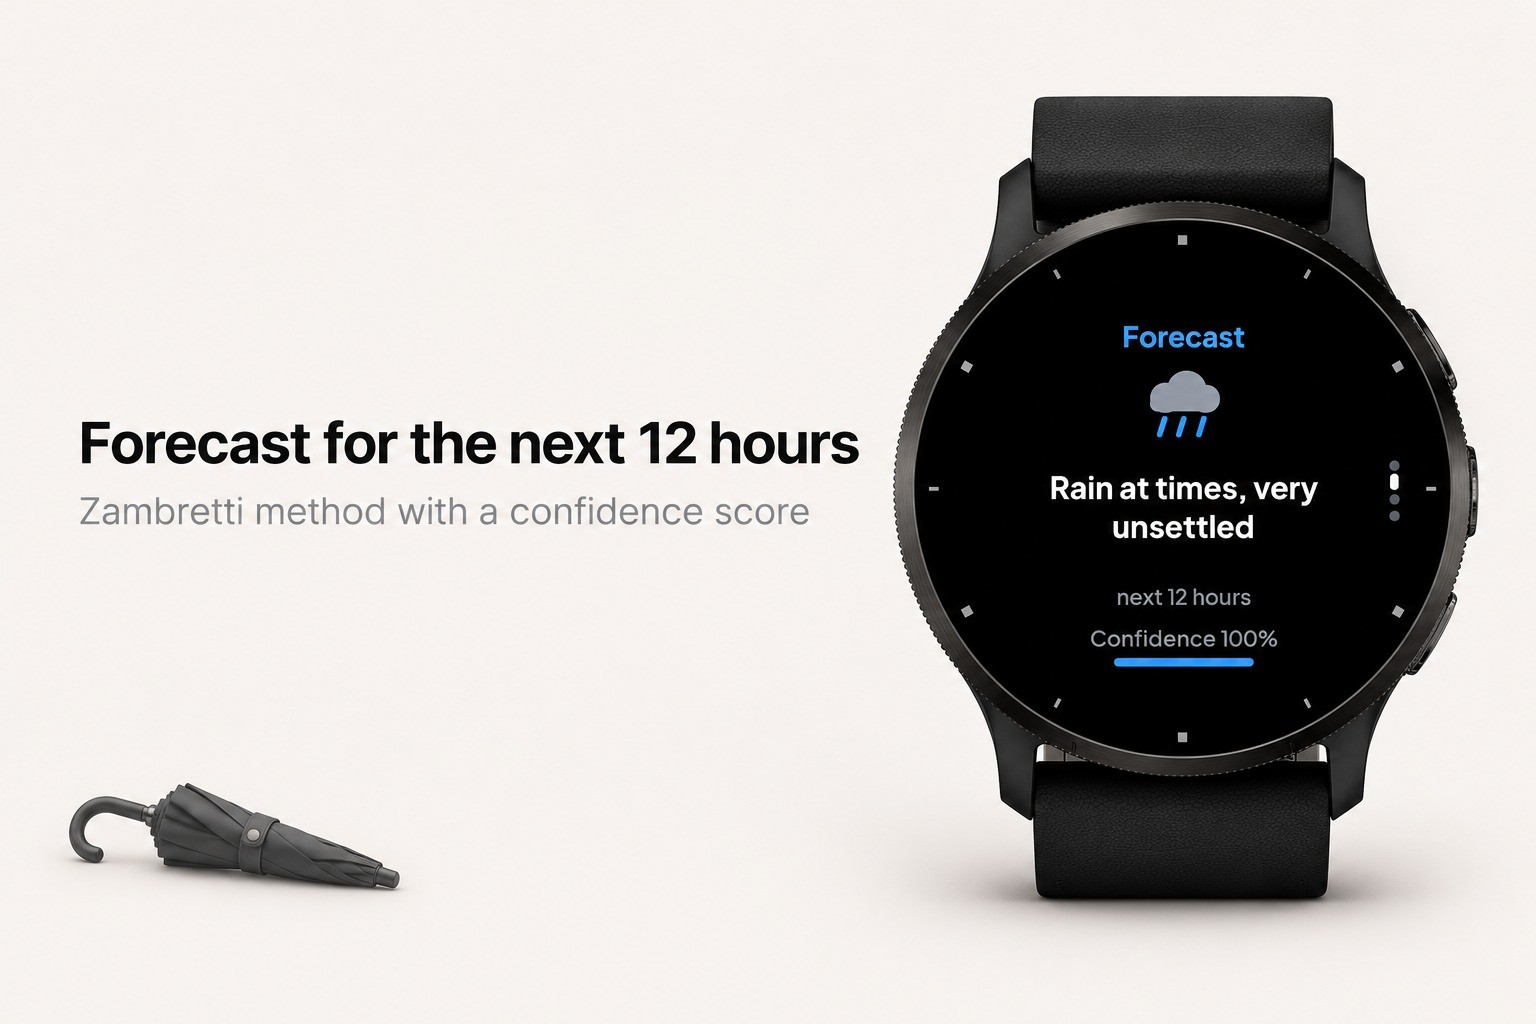 Forecast for the next 12 hours
Zambretti method with a confidence score
Forecast
Rain at times, very
unsettled
next 12 hours
Confidence 100%